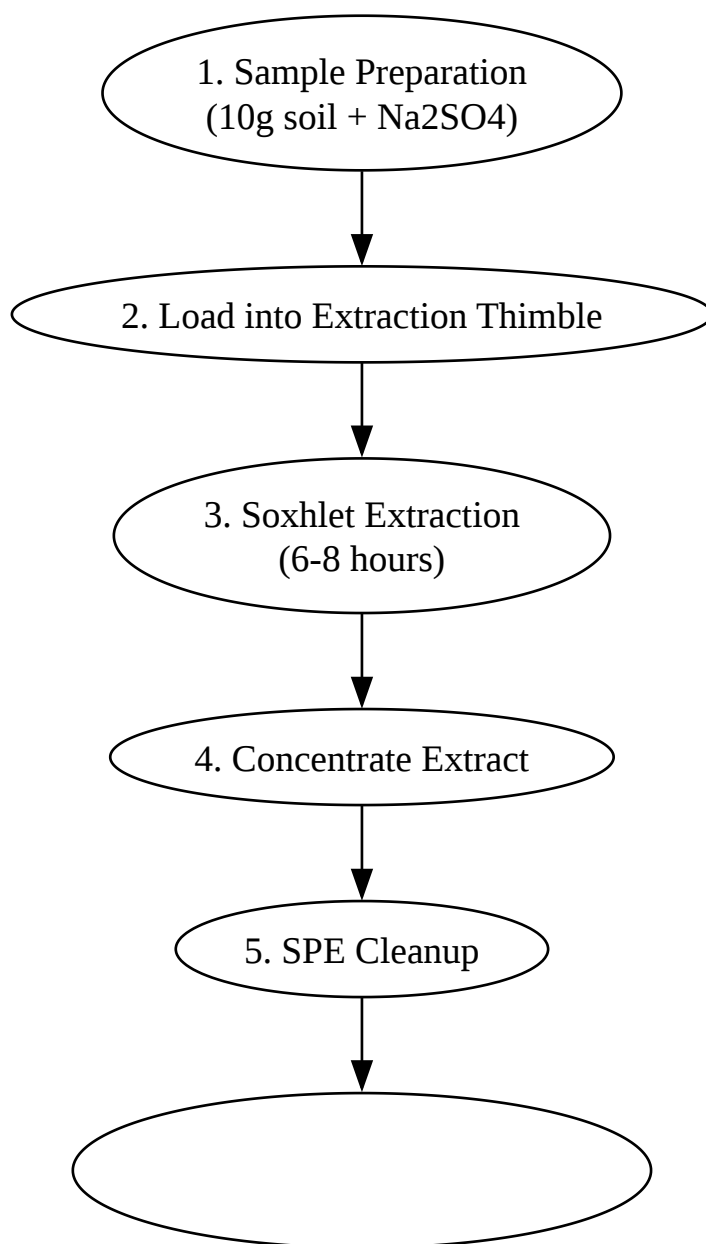 1. Sample Preparation
(10g soil + Na2SO4)
2. Load into Extraction Thimble
3. Soxhlet Extraction
(6-8 hours)
4. Concentrate Extract
5. SPE Cleanup